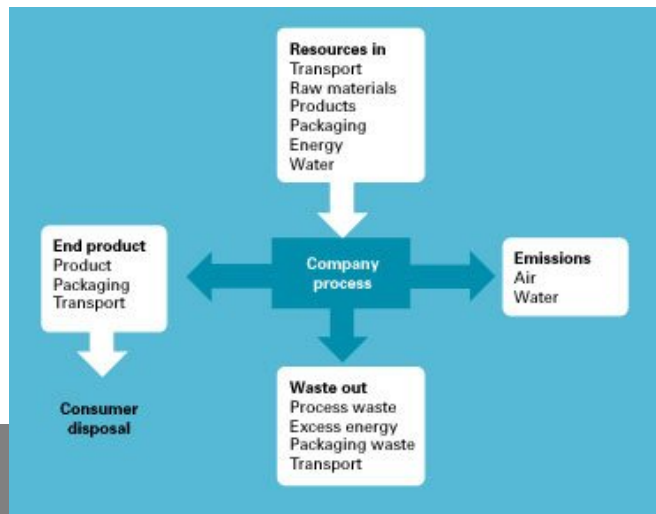 Resources in
Transport
Raw materials
Products
Packaging
Energy
Water
End product
Product
Packaging
Transport
Company
process
Emissions
Air
Water
Consumer
disposal
Waste out
Process waste
Excess energy
Packaging waste
Transport